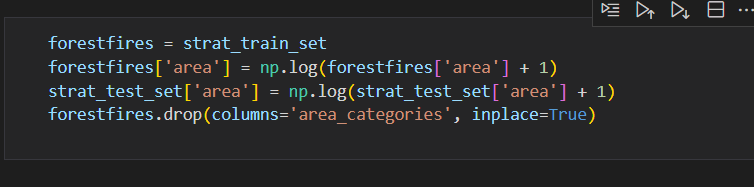 forestfires = strat_train_set
forestfires['area'] = np.log(forestfires['area'] + 1)
strat_test_set['area'] = np.log(strat_test_set['area'] + 1)
forestfires.drop(columns='area_categories', inplace=True)